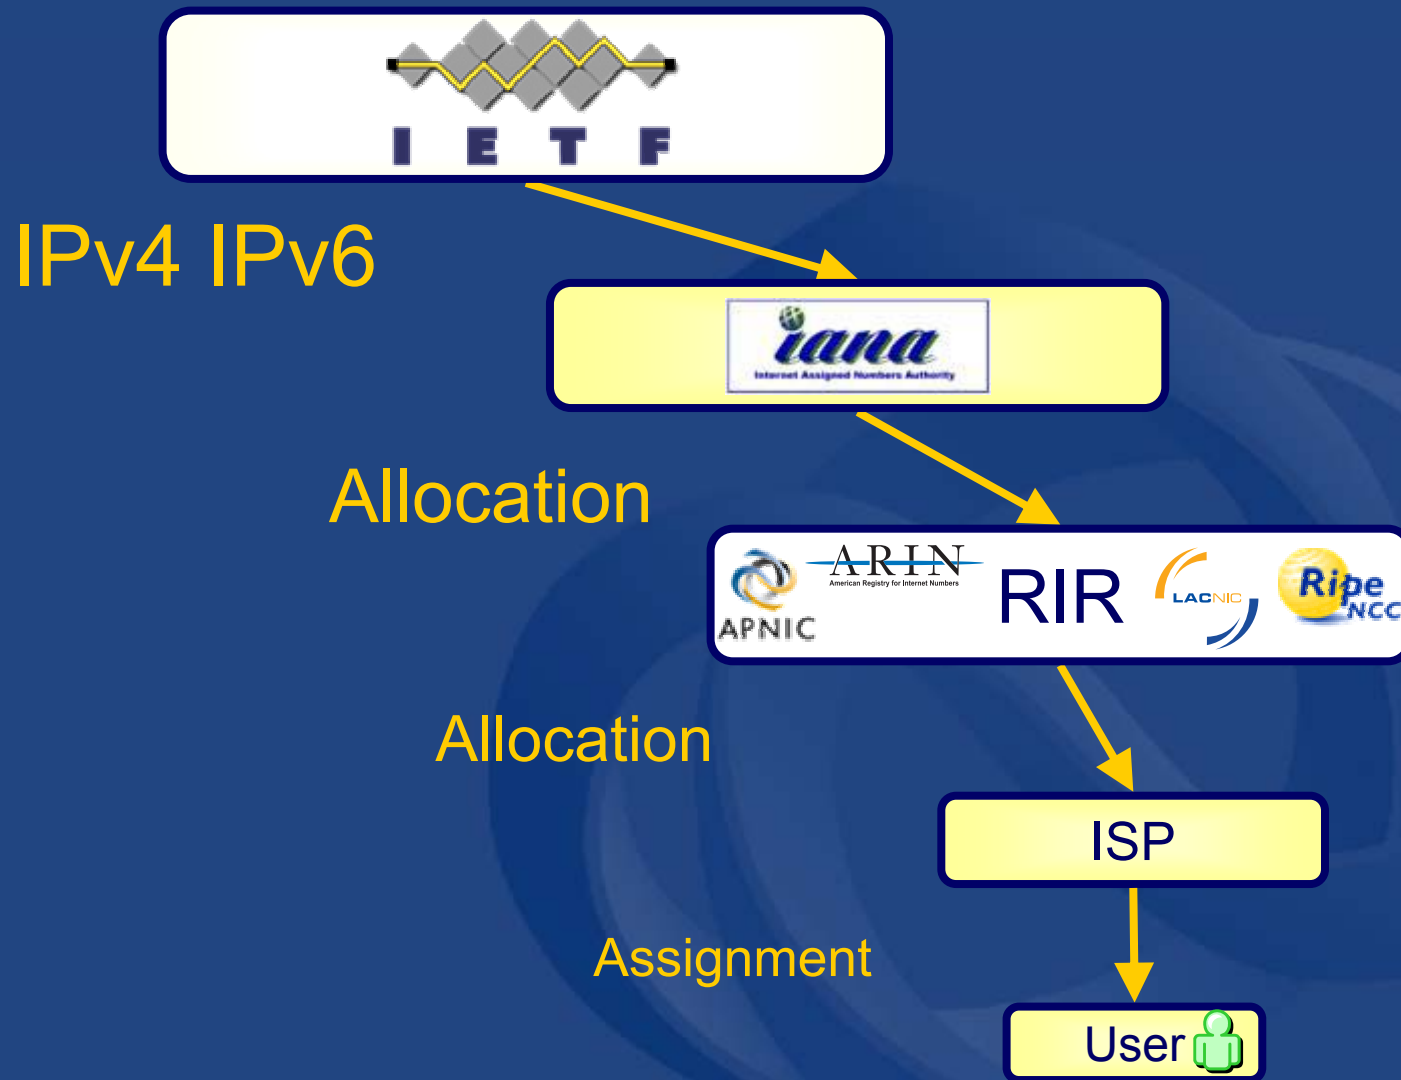 I E T F
IPv4 IPv6
iana
Internet Assigned Numbers Authority
Allocation
APNIC
ARIN
American Registry for Internet Numbers
RIR
LACNIC
Ripe
NCC
Allocation
ISP
Assignment
User